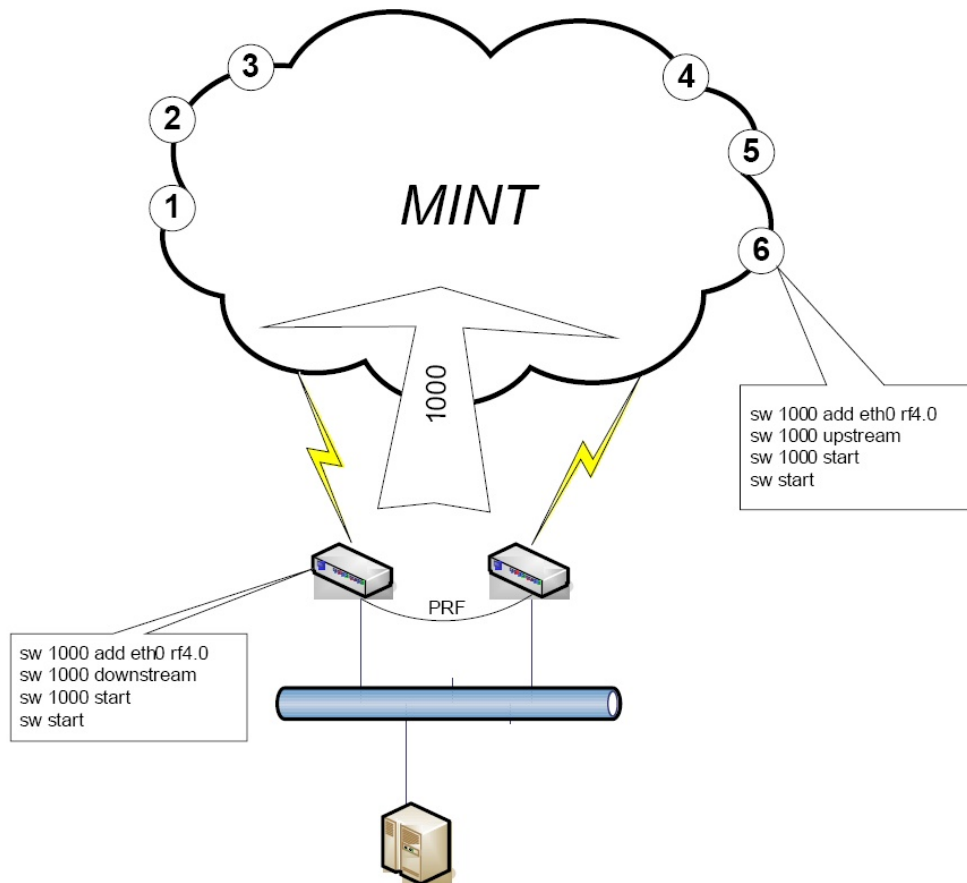 3
4
2
5
1
MINT
6
1000
sw 1000 add eth0 rf4.0
sw 1000 upstream
sw 1000 start
sw start
PRF
sw 1000 add eth0 rf4.0
sw 1000 downstream
sw 1000 start
sw start